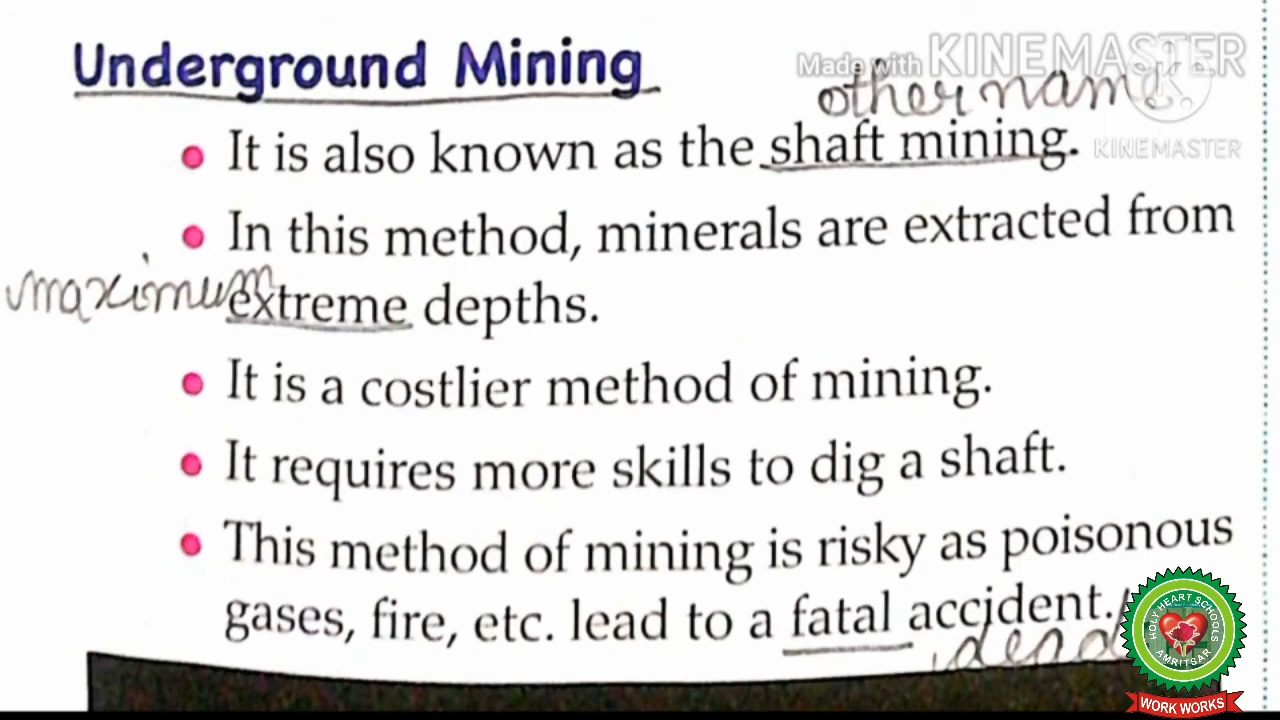 Underground Mining
Made with KINEMASTER
other name
• It is also known as the shaft mining.
KINEMASTER
• In this method, minerals are extracted from
maximum
extreme depths.
• It is a costlier method of mining.
• It requires more skills to dig a shaft.
• This method of mining is risky as poisonous
gases, fire, etc. lead to a fatal accident.
dead
HOLY HEART SCHOOLS
AMRITSAR
WORK WORKS